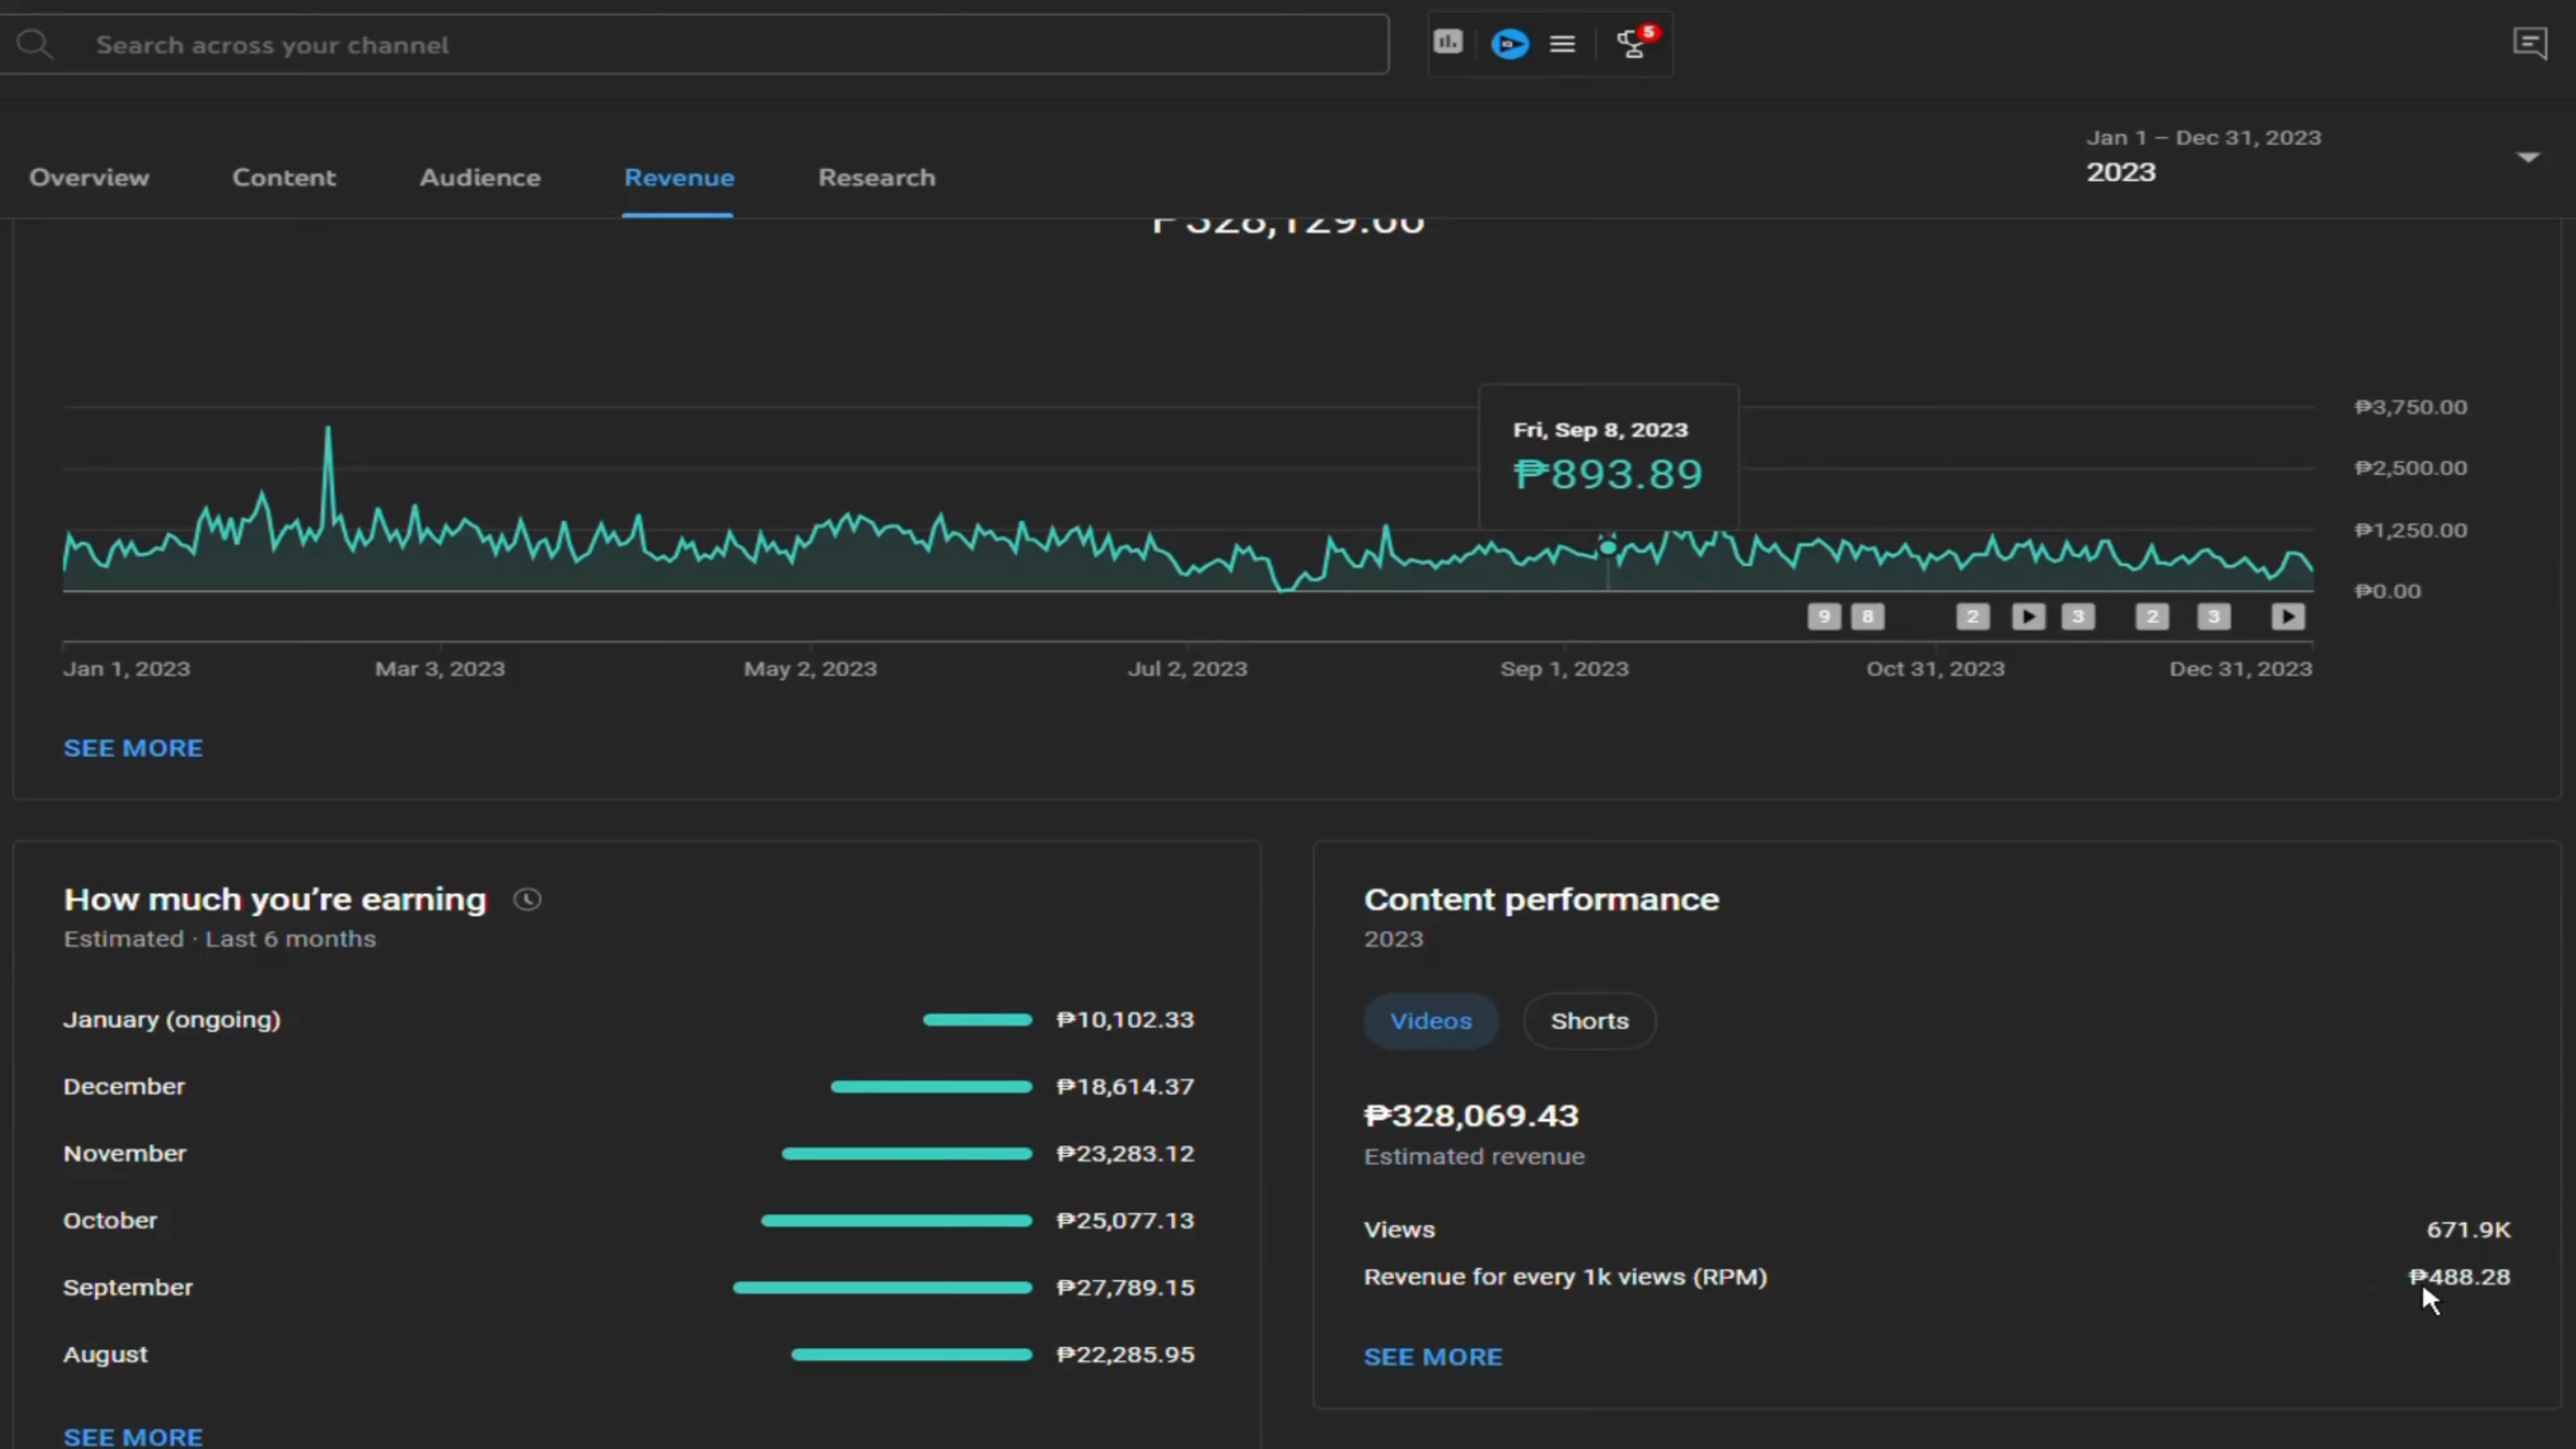 Search across your channel
5
Jan 1 – Dec 31, 2023
2023
Overview Content Audience Revenue Research
₱3,750.00
Fri, Sep 8, 2023
₱893.89
₱2,500.00
₱1,250.00
₱0.00
9 8 2 3 2 3
Jan 1, 2023 Mar 3, 2023 May 2, 2023 Jul 2, 2023 Sep 1, 2023 Oct 31, 2023 Dec 31, 2023
SEE MORE
How much you’re earning
Estimated · Last 6 months
January (ongoing) ₱10,102.33
December ₱18,614.37
November ₱23,283.12
October ₱25,077.13
September ₱27,789.15
August ₱22,285.95
SEE MORE
Content performance
2023
Videos Shorts
₱328,069.43
Estimated revenue
Views 671.9K
Revenue for every 1k views (RPM) ₱488.28
SEE MORE